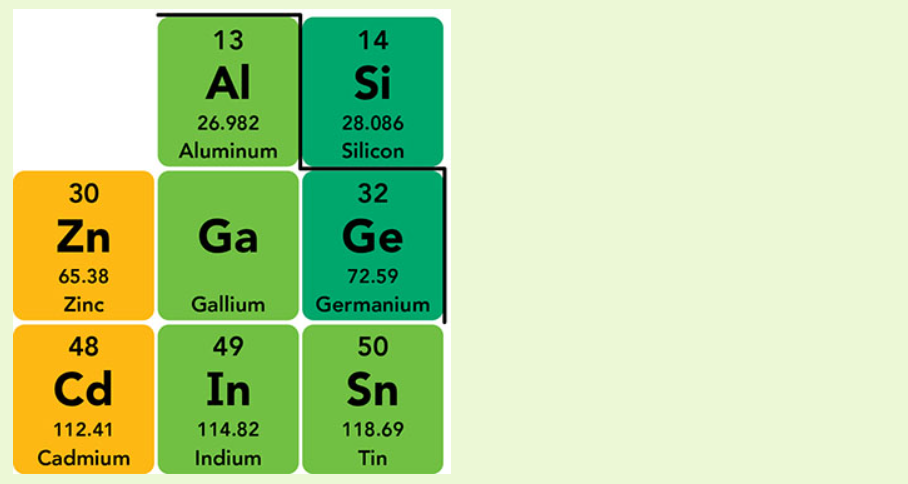 13
Al
26.982
Aluminum
14
Si
28.086
Silicon
30
Zn
65.38
Zinc
Ga
Gallium
32
Ge
72.59
Germanium
48
Cd
112.41
Cadmium
49
In
114.82
Indium
50
Sn
118.69
Tin